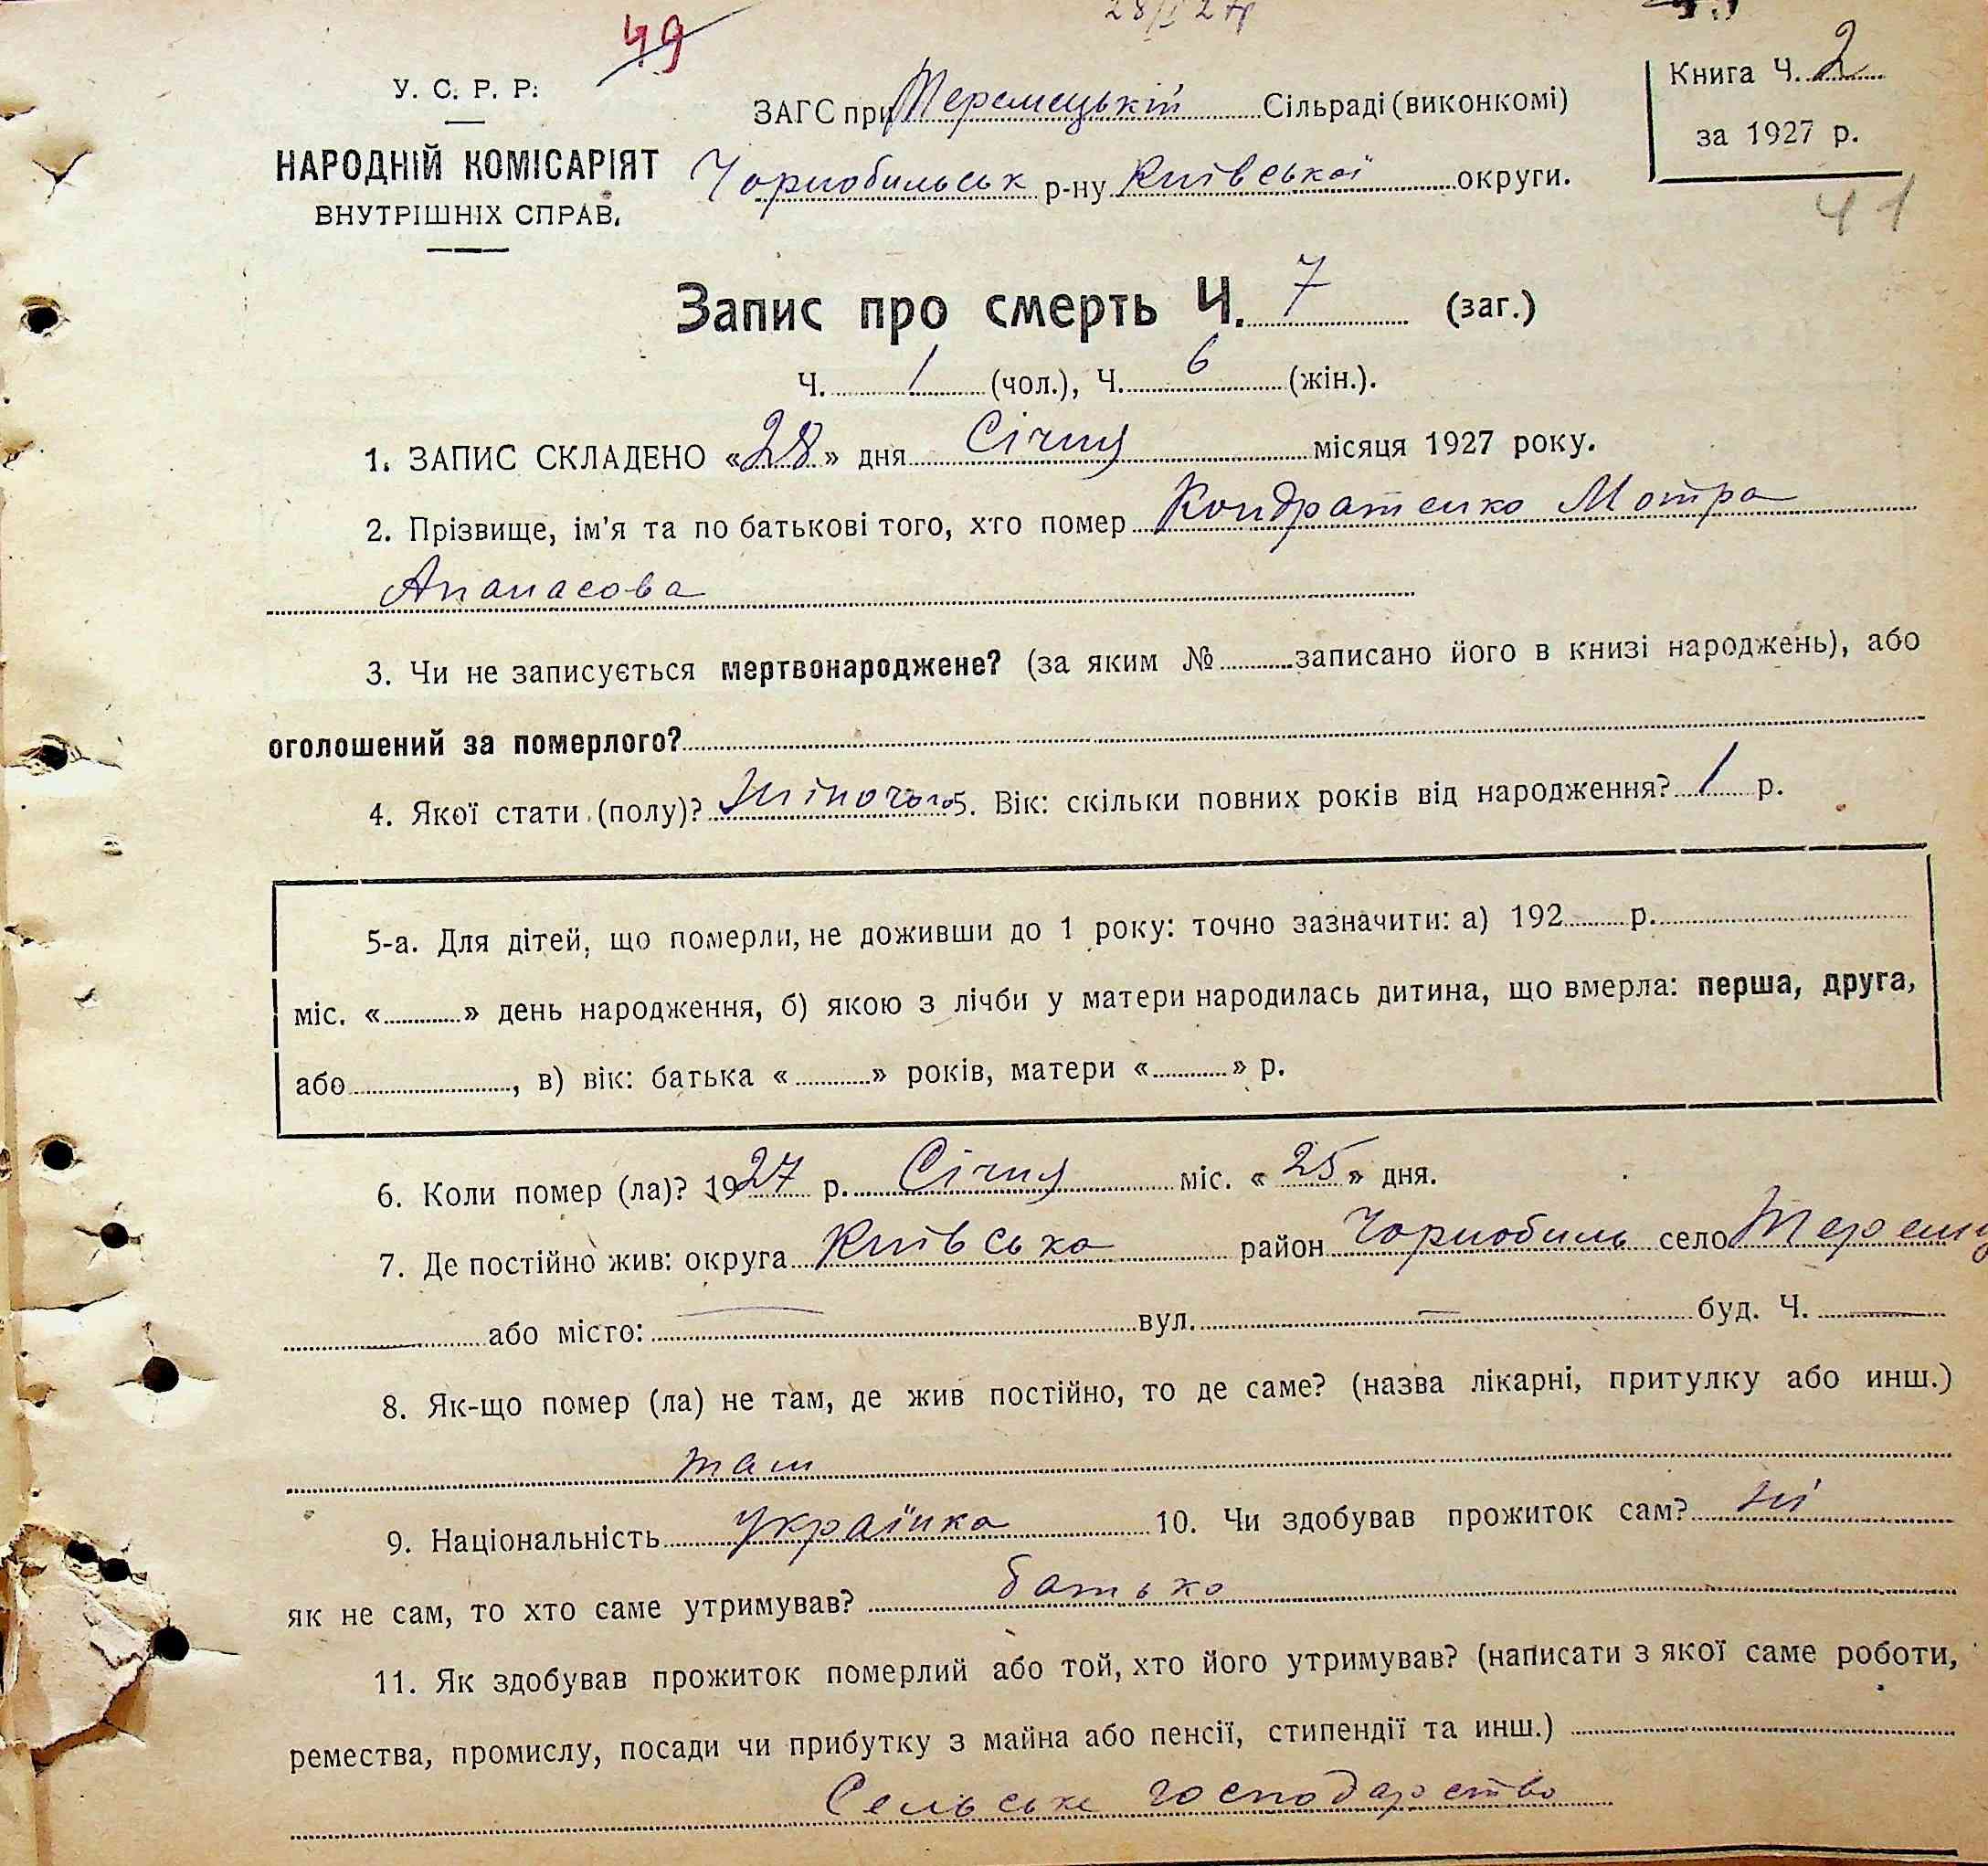 49
28/I 27р
У. С. Р. Р.
НАРОДНІЙ КОМІСАРІЯТ
ВНУТРІШНІХ СПРАВ.
ЗАГС при Теремецькій Сільраді (виконкомі)
Чорнобильськ р-ну Київської округи.
Книга Ч. 2
за 1927 р.
41
Запис про смерть Ч. 7 (заг.)
Ч. 1 (чол.), Ч. 6 (жін.).
1. ЗАПИС СКЛАДЕНО «28» дня Січня місяця 1927 року.
2. Прізвище, ім'я та по батькові того, хто помер Кондратенко Мотра
Апанасова
3. Чи не записується мертвонароджене? (за яким № записано його в книзі народжень), або
оголошений за померлого?
4. Якої стати (полу)? Жіночого 5. Вік: скільки повних років від народження? 1 р.
5-а. Для дітей, що померли, не доживши до 1 року: точно зазначити: а) 192 р.
міс. « » день народження, б) якою з лічби у матери народилась дитина, що вмерла: перша, друга,
або , в) вік: батька « » років, матери « » р.
6. Коли помер (ла)? 1927 р. Січня міс. «25» дня.
7. Де постійно жив: округа Київська район Чорнобиль село Теремц
або місто: — вул. — буд. Ч. —
8. Як-що помер (ла) не там, де жив постійно, то де саме? (назва лікарні, притулку або инш.)
там
9. Національність Українка 10. Чи здобував прожиток сам? Ні
як не сам, то хто саме утримував? батько
11. Як здобував прожиток померлий або той, хто його утримував? (написати з якої саме роботи,
ремества, промислу, посади чи прибутку з майна або пенсії, стипендії та инш.)
Сельське господарство